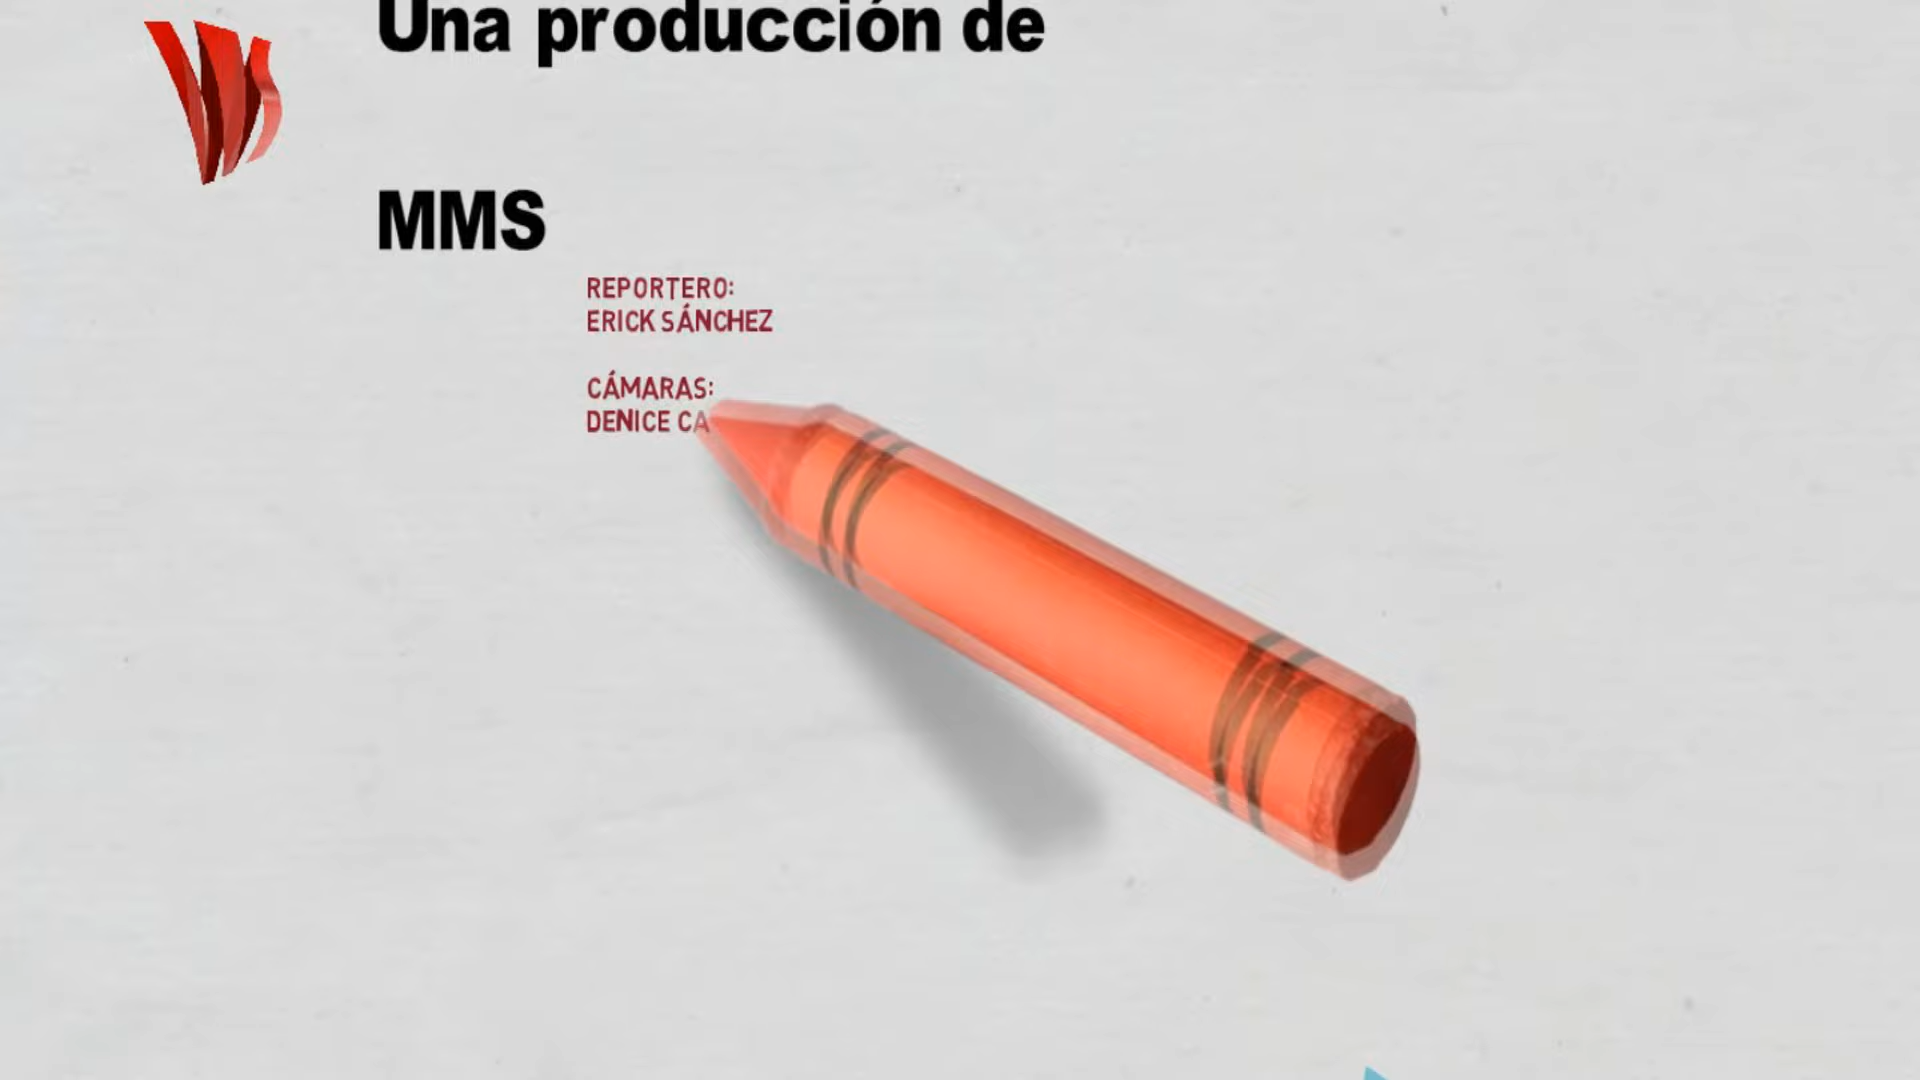 Una producción de
MMS
REPORTERO:
ERICK SÁNCHEZ
CÁMARAS:
DENICE CA